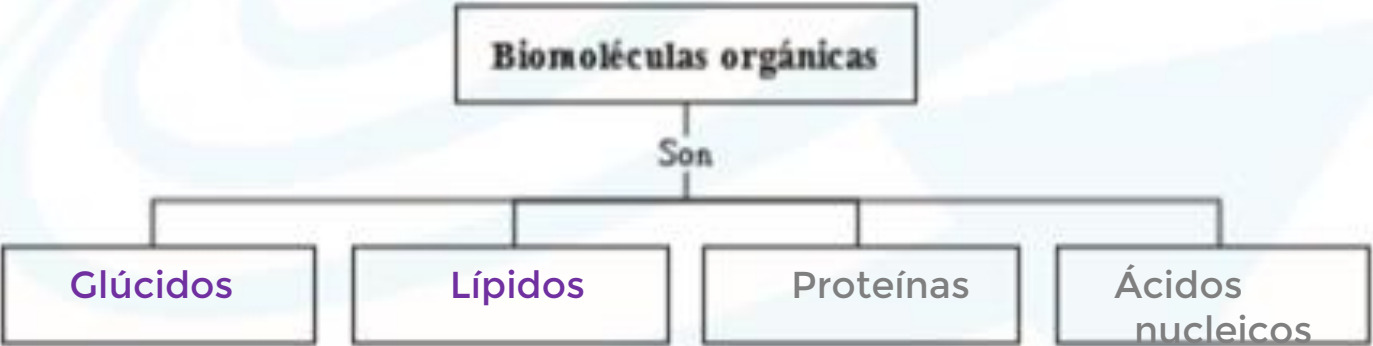 Biomoléculas orgánicas
Son
Glúcidos
Lípidos
Proteínas
Ácidos
nucleicos